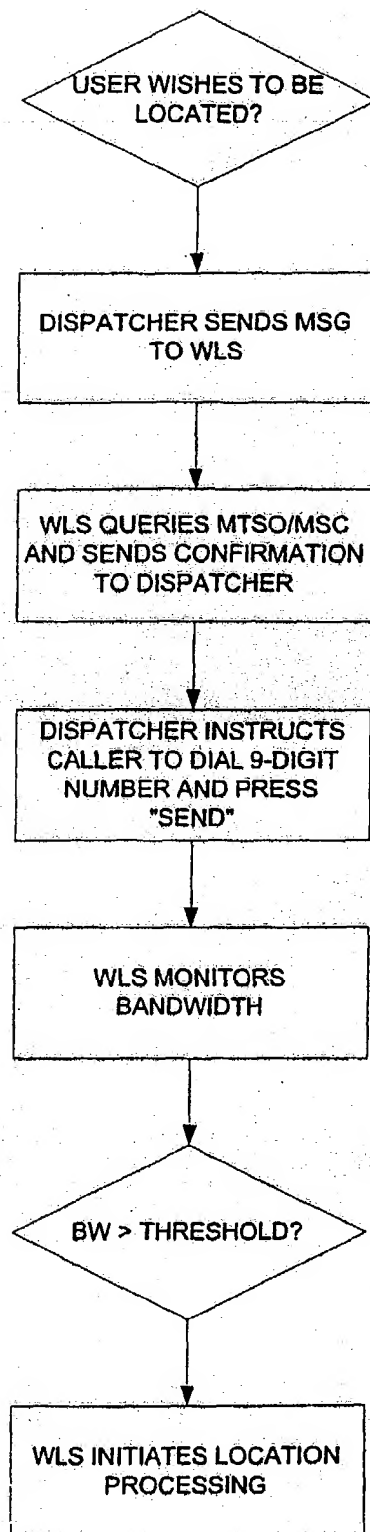 USER WISHES TO BE
LOCATED?
DISPATCHER SENDS MSG
TO WLS
WLS QUERIES MTSO/MSC
AND SENDS CONFIRMATION
TO DISPATCHER
DISPATCHER INSTRUCTS
CALLER TO DIAL 9-DIGIT
NUMBER AND PRESS
"SEND"
WLS MONITORS
BANDWIDTH
BW > THRESHOLD?
WLS INITIATES LOCATION
PROCESSING